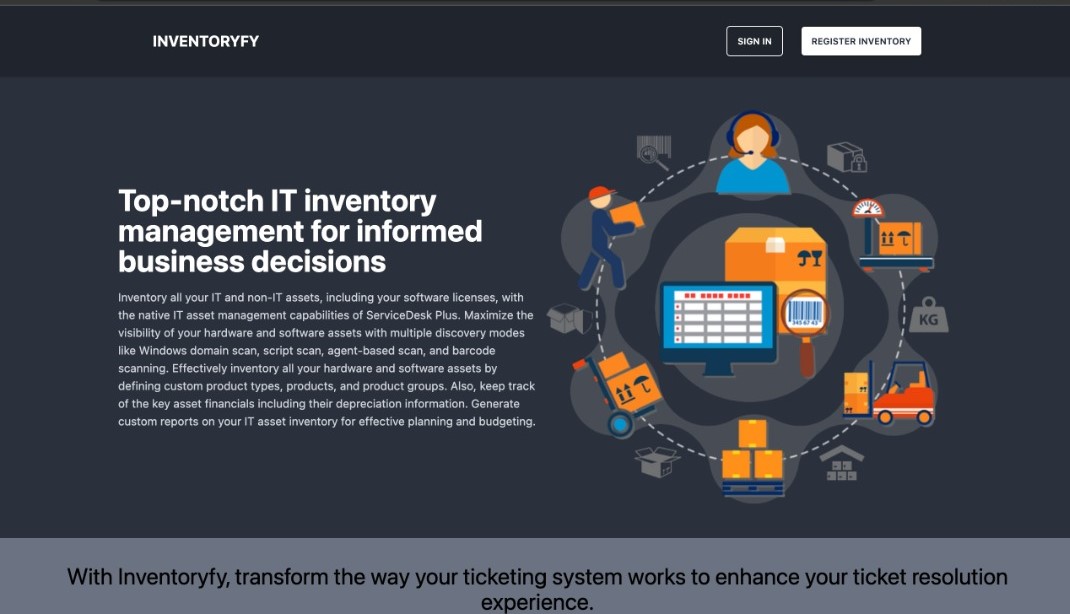 INVENTORYFY
SIGN IN
REGISTER INVENTORY
Top-notch IT inventory
management for informed
business decisions
Inventory all your IT and non-IT assets, including your software licenses, with
the native IT asset management capabilities of ServiceDesk Plus. Maximize the
visibility of your hardware and software assets with multiple discovery modes
like Windows domain scan, script scan, agent-based scan, and barcode
scanning. Effectively inventory all your hardware and software assets by
defining custom product types, products, and product groups. Also, keep track
of the key asset financials including their depreciation information. Generate
custom reports on your IT asset inventory for effective planning and budgeting.
KG
With Inventoryfy, transform the way your ticketing system works to enhance your ticket resolution
experience.